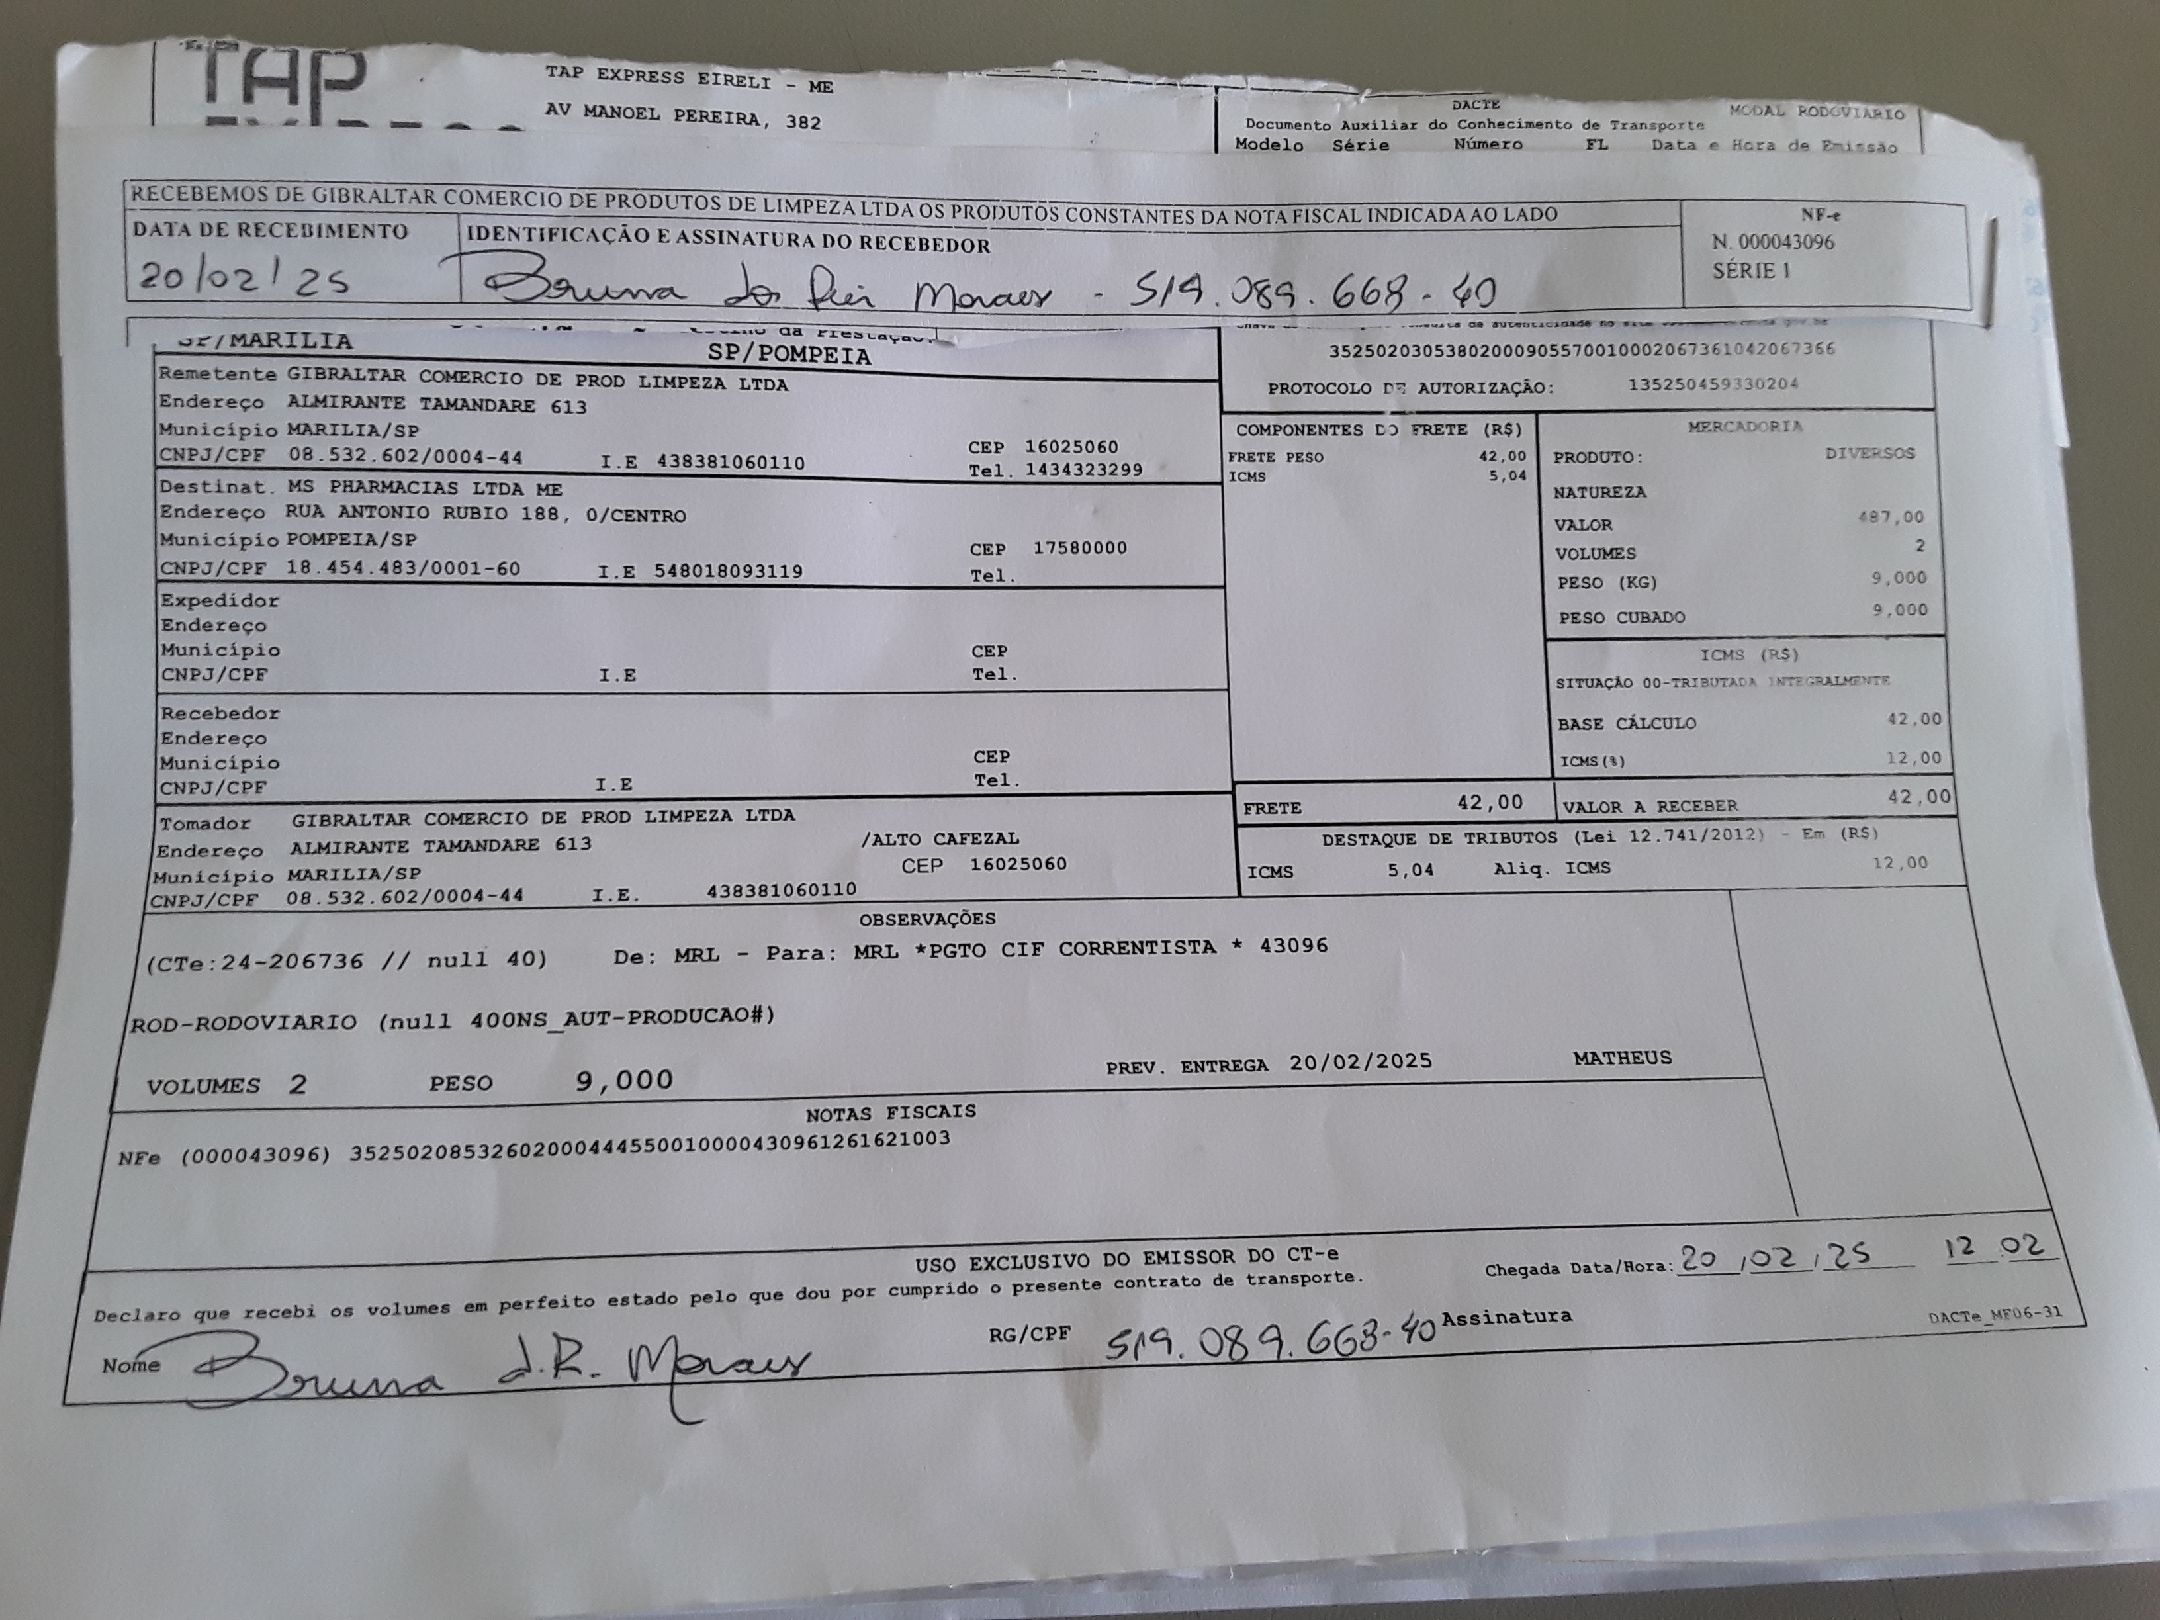 TAP
TAP EXPRESS EIRELI - ME
AV MANOEL PEREIRA, 382
DACTE
MODAL RODOVIÁRIO
Documento Auxiliar do Conhecimento de Transporte
Modelo Série Número FL Data e Hora de Emissão
RECEBEMOS DE GIBRALTAR COMERCIO DE PRODUTOS DE LIMPEZA LTDA OS PRODUTOS CONSTANTES DA NOTA FISCAL INDICADA AO LADO
DATA DE RECEBIMENTO
20/02/25
IDENTIFICAÇÃO E ASSINATURA DO RECEBEDOR
Bruna dos Reis Moraes - 519.089.668-40
NF-e
N. 000043096
SÉRIE 1
SP/MARILIA
SP/POMPEIA
35250203053802000905570010002067361042067366
PROTOCOLO DE AUTORIZAÇÃO: 135250459330204
Remetente GIBRALTAR COMERCIO DE PROD LIMPEZA LTDA
Endereço ALMIRANTE TAMANDARE 613
Município MARILIA/SP CEP 16025060
CNPJ/CPF 08.532.602/0004-44 I.E 438381060110 Tel. 1434323299
Destinat. MS PHARMACIAS LTDA ME
Endereço RUA ANTONIO RUBIO 188, 0/CENTRO
Município POMPEIA/SP CEP 17580000
CNPJ/CPF 18.454.483/0001-60 I.E 548018093119 Tel.
Expedidor
Endereço
Município CEP
CNPJ/CPF I.E Tel.
Recebedor
Endereço
Município CEP
CNPJ/CPF I.E Tel.
Tomador GIBRALTAR COMERCIO DE PROD LIMPEZA LTDA
Endereço ALMIRANTE TAMANDARE 613 /ALTO CAFEZAL
Município MARILIA/SP CEP 16025060
CNPJ/CPF 08.532.602/0004-44 I.E. 438381060110
COMPONENTES DO FRETE (R$)
FRETE PESO 42,00
ICMS 5,04
MERCADORIA
PRODUTO: DIVERSOS
NATUREZA
VALOR 487,00
VOLUMES 2
PESO (KG) 9,000
PESO CUBADO 9,000
ICMS (R$)
SITUAÇÃO 00-TRIBUTADA INTEGRALMENTE
BASE CÁLCULO 42,00
ICMS(%) 12,00
FRETE 42,00 VALOR A RECEBER 42,00
DESTAQUE DE TRIBUTOS (Lei 12.741/2012) - Em (R$)
ICMS 5,04 Aliq. ICMS 12,00
OBSERVAÇÕES
(CTe:24-206736 // null 40) De: MRL - Para: MRL *PGTO CIF CORRENTISTA * 43096
ROD-RODOVIARIO (null 400NS_AUT-PRODUCAO#)
VOLUMES 2 PESO 9,000 PREV. ENTREGA 20/02/2025 MATHEUS
NOTAS FISCAIS
NFe (000043096) 35250208532602000444550010000430961261621003
USO EXCLUSIVO DO EMISSOR DO CT-e
Declaro que recebi os volumes em perfeito estado pelo que dou por cumprido o presente contrato de transporte.
Chegada Data/Hora: 20/02/25 12 02
Nome Bruna d.R. Moraes RG/CPF 519.089.668-40 Assinatura
DACTe_MF06-31